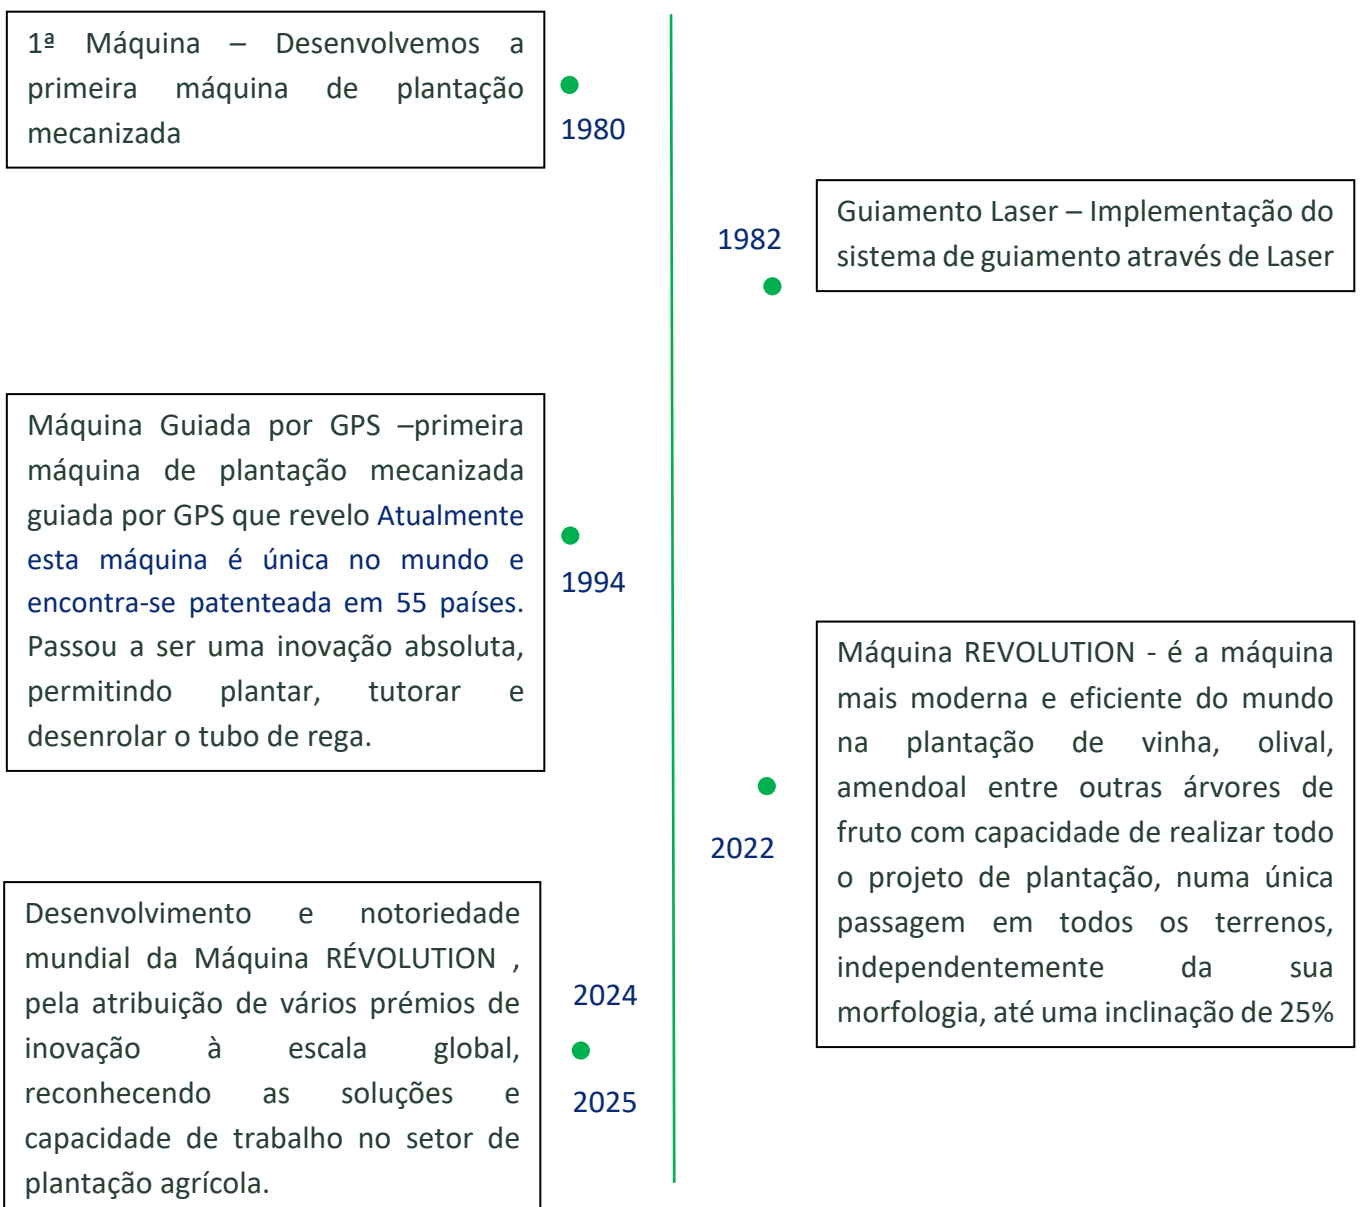 1ª Máquina – Desenvolvemos a
primeira máquina de plantação
mecanizada
1980
1982
Guiamento Laser – Implementação do
sistema de guiamento através de Laser
Máquina Guiada por GPS –primeira
máquina de plantação mecanizada
guiada por GPS que revelo Atualmente
esta máquina é única no mundo e
encontra-se patenteada em 55 países.
Passou a ser uma inovação absoluta,
permitindo plantar, tutorar e
desenrolar o tubo de rega.
1994
Máquina REVOLUTION - é a máquina
mais moderna e eficiente do mundo
na plantação de vinha, olival,
amendoal entre outras árvores de
fruto com capacidade de realizar todo
o projeto de plantação, numa única
passagem em todos os terrenos,
independentemente da sua
morfologia, até uma inclinação de 25%
2022
Desenvolvimento e notoriedade
mundial da Máquina RÉVOLUTION ,
pela atribuição de vários prémios de
inovação à escala global,
reconhecendo as soluções e
capacidade de trabalho no setor de
plantação agrícola.
2024
2025